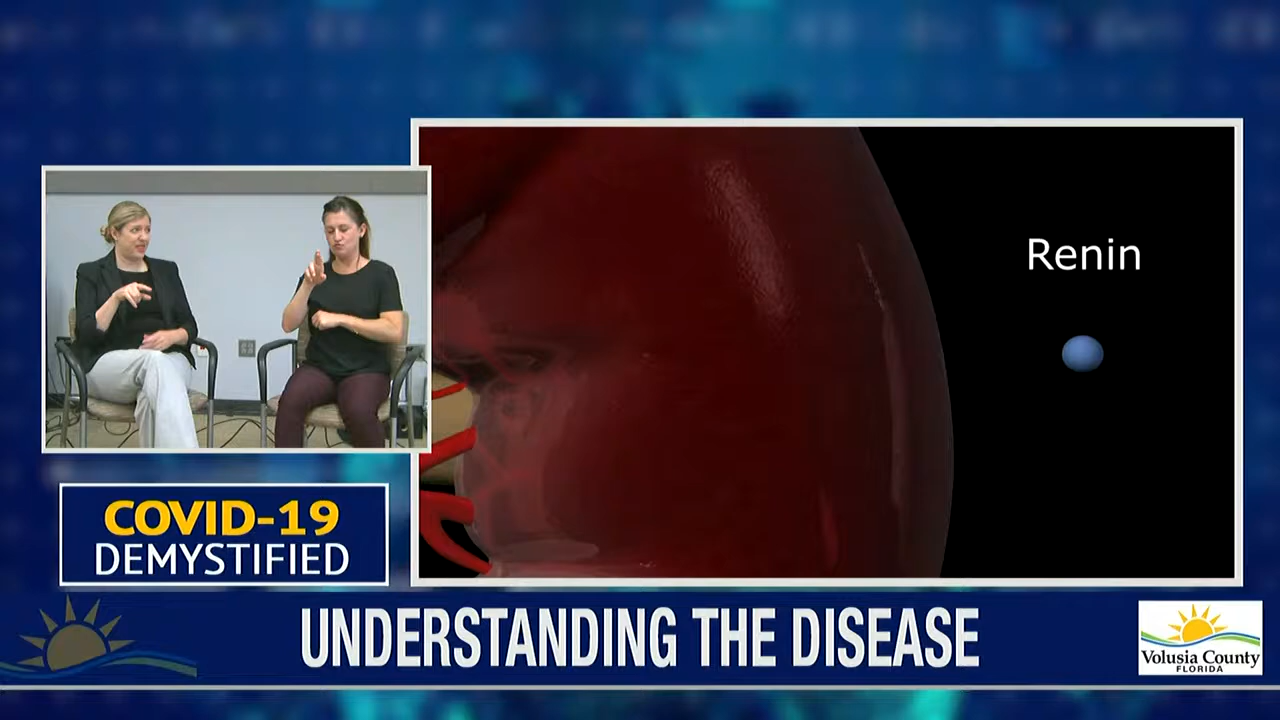 Renin
COVID-19
DEMYSTIFIED
UNDERSTANDING THE DISEASE
Volusia County
FLORIDA